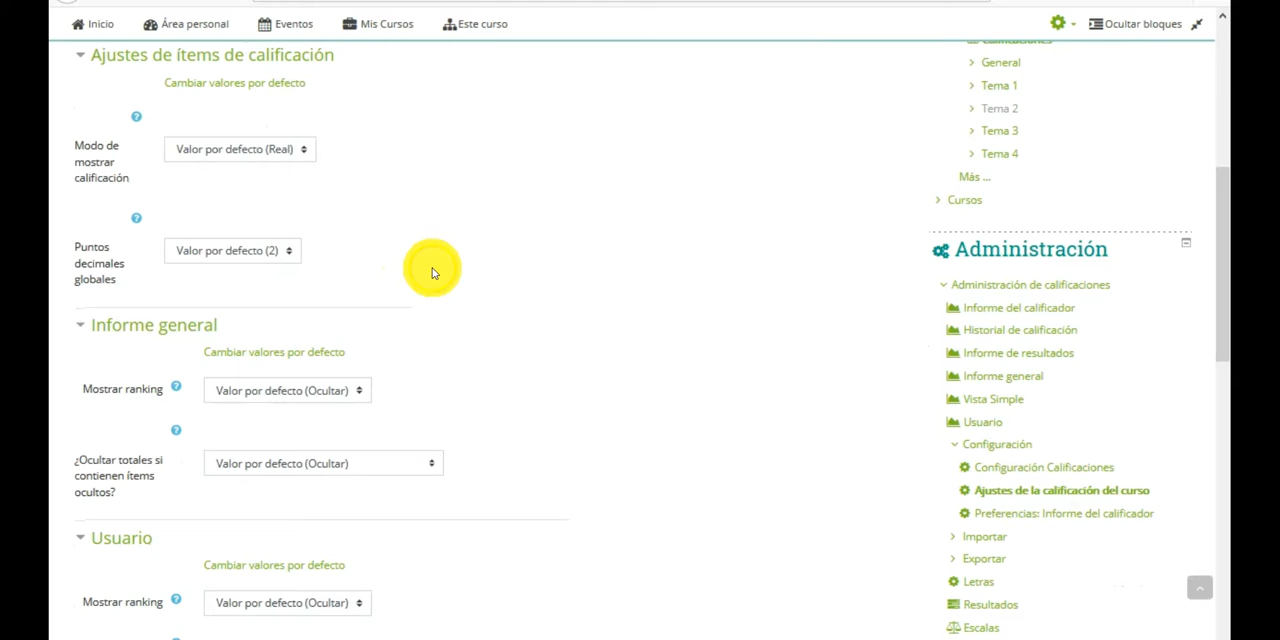 Inicio
Área personal
Eventos
Mis Cursos
Este curso
Ocultar bloques
Ajustes de ítems de calificación
Cambiar valores por defecto
Modo de
mostrar
calificación
Valor por defecto (Real)
Puntos
decimales
globales
Valor por defecto (2)
Informe general
Cambiar valores por defecto
Mostrar ranking
Valor por defecto (Ocultar)
¿Ocultar totales si
contienen ítems
ocultos?
Valor por defecto (Ocultar)
Usuario
Cambiar valores por defecto
Mostrar ranking
Valor por defecto (Ocultar)
Calificaciones
General
Tema 1
Tema 2
Tema 3
Tema 4
Más ...
Cursos
Administración
Administración de calificaciones
Informe del calificador
Historial de calificación
Informe de resultados
Informe general
Vista Simple
Usuario
Configuración
Configuración Calificaciones
Ajustes de la calificación del curso
Preferencias: Informe del calificador
Importar
Exportar
Letras
Resultados
Escalas